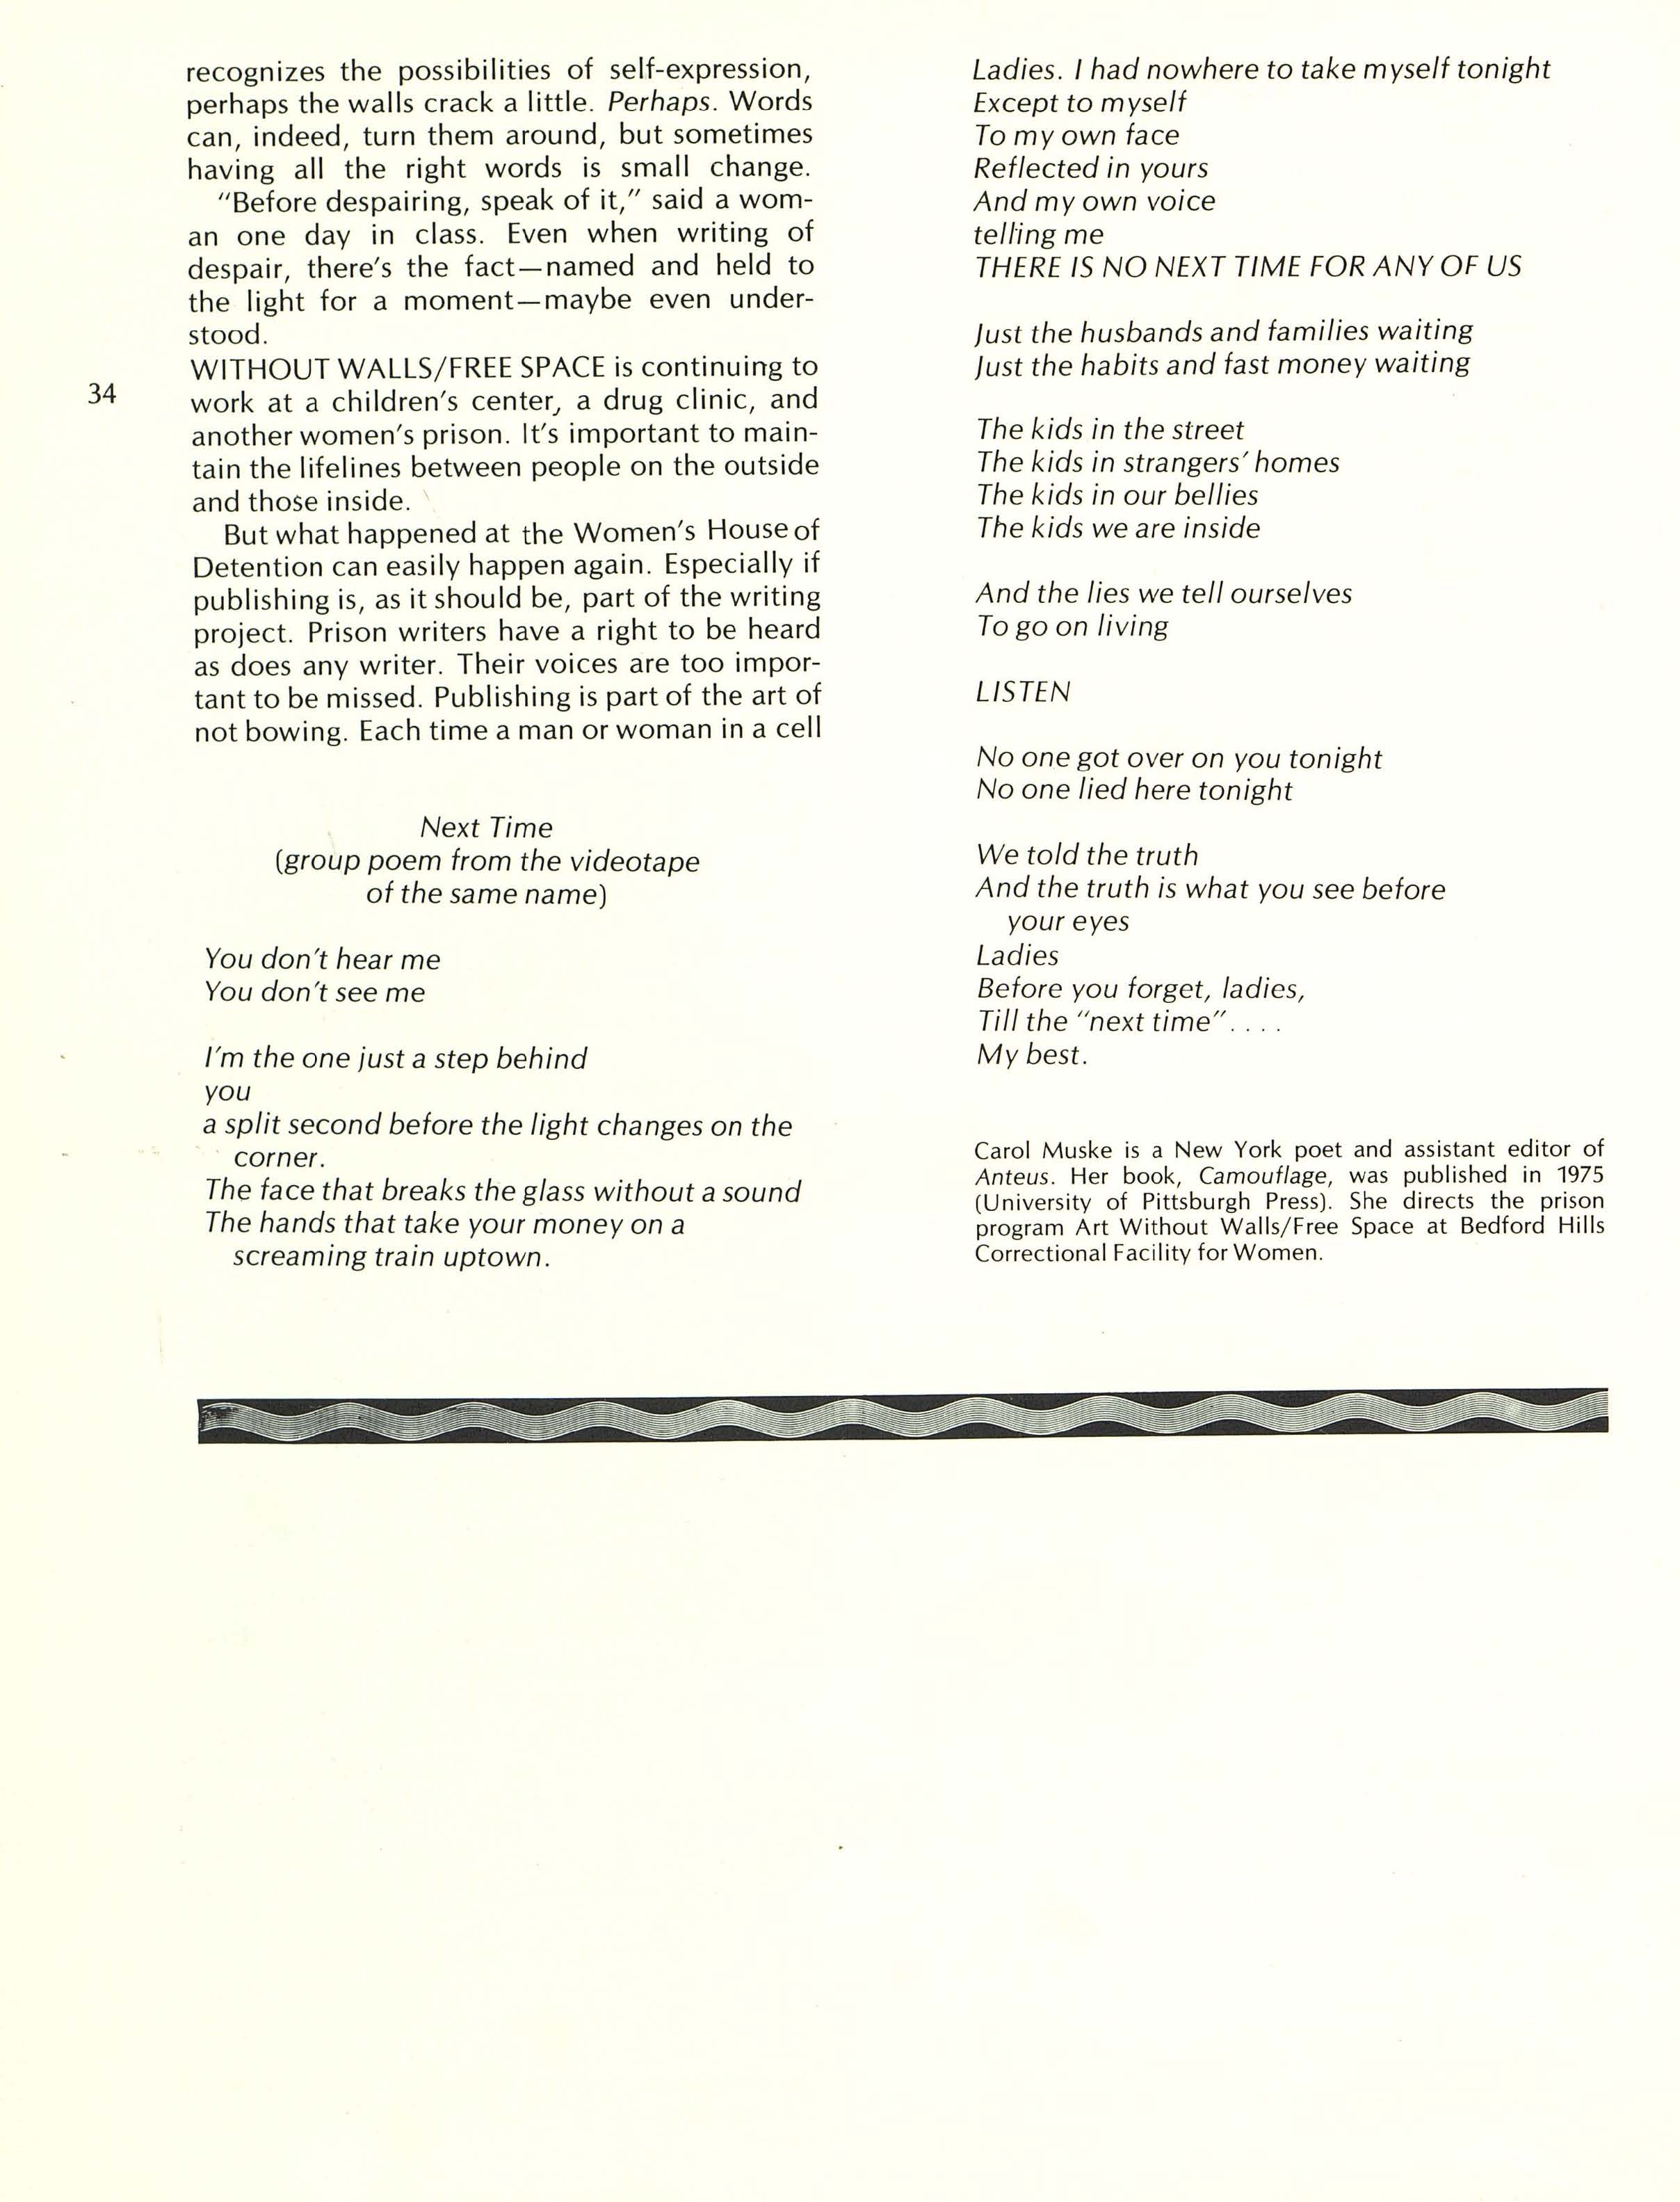 recognizes the possibilities of self-expression,
perhaps the walls crack a little. Perhaps. Words
can, indeed, turn them around, but sometimes
having all the right words is small change.
"Before despairing, speak of it," said a wom-
an one day in class. Even when writing of
despair, there's the fact—named and held to
the light for a moment—maybe even under-
stood.
WITHOUT WALLS/FREE SPACE is continuing to
work at a children's center, a drug clinic, and
another women's prison. It's important to main-
tain the lifelines between people on the outside
and those inside.
But what happened at the Women's House of
Detention can easily happen again. Especially if
publishing is, as it should be, part of the writing
project. Prison writers have a right to be heard
as does any writer. Their voices are too impor-
tant to be missed. Publishing is part of the art of
not bowing. Each time a man or woman in a cell
34
Next Time
(group poem from the videotape
of the same name)
You don't hear me
You don't see me
I'm the one just a step behind
you
a split second before the light changes on the
corner.
The face that breaks the glass without a sound
The hands that take your money on a
screaming train uptown.
Ladies. I had nowhere to take myself tonight
Except to myself
To my own face
Reflected in yours
And my own voice
telling me
THERE IS NO NEXT TIME FOR ANY OF US
Just the husbands and families waiting
Just the habits and fast money waiting
The kids in the street
The kids in strangers' homes
The kids in our bellies
The kids we are inside
And the lies we tell ourselves
To go on living
LISTEN
No one got over on you tonight
No one lied here tonight
We told the truth
And the truth is what you see before
your eyes
Ladies
Before you forget, ladies,
Till the "next time". . . .
My best.
Carol Muske is a New York poet and assistant editor of
Anteus. Her book, Camouflage, was published in 1975
(University of Pittsburgh Press). She directs the prison
program Art Without Walls/Free Space at Bedford Hills
Correctional Facility for Women.